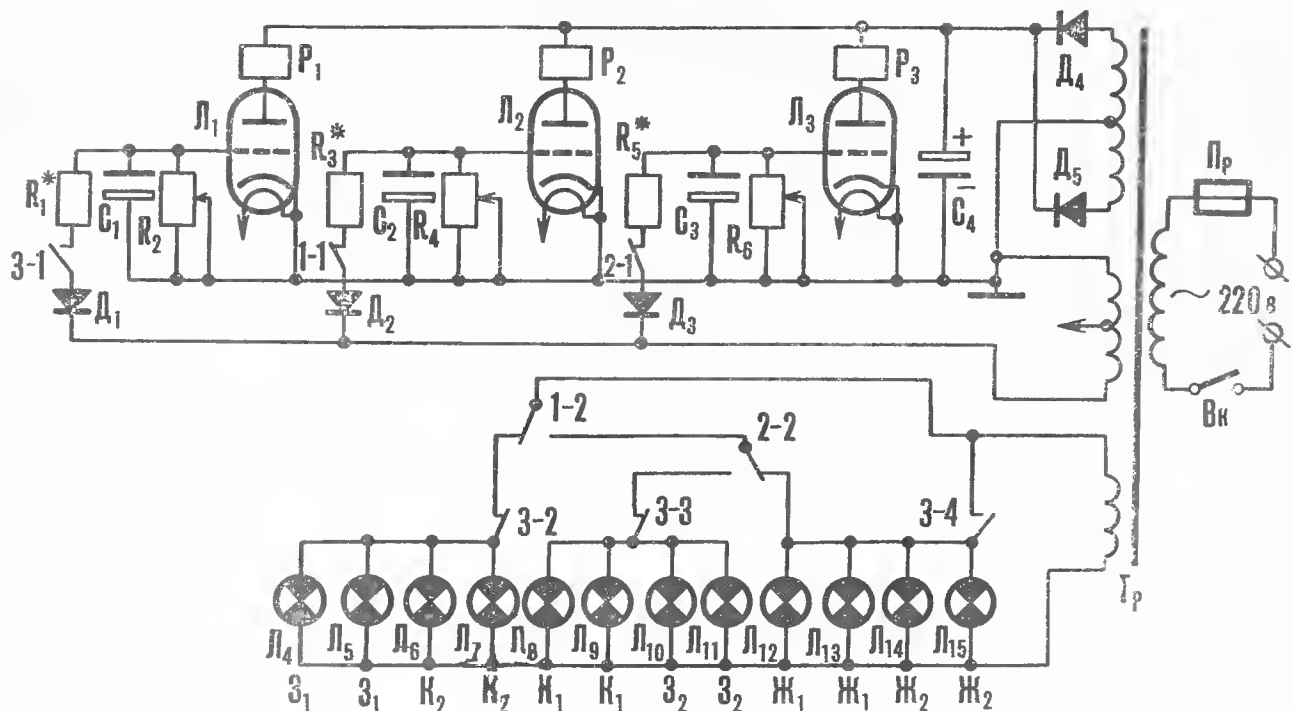 P₁
P₂
P₃
Д₄
Л₁
Л₂
Л₃
R₃*
R₅*
+
−
Пр
Д₅
R₁*
C₁
R₂
C₂
R₄
C₃
R₆
C₄
3-1
1-1
2-1
~ 220 в
Д₁
Д₂
Д₃
Вк
1-2
2-2
3-2
3-3
3-4
Тр
Л₄ Л₅ Л₆ Л₇ Л₈ Л₉ Л₁₀ Л₁₁ Л₁₂ Л₁₃ Л₁₄ Л₁₅
З₁ З₁ К₂ К₂ К₁ К₁ З₂ З₂ Ж₁ Ж₁ Ж₂ Ж₂